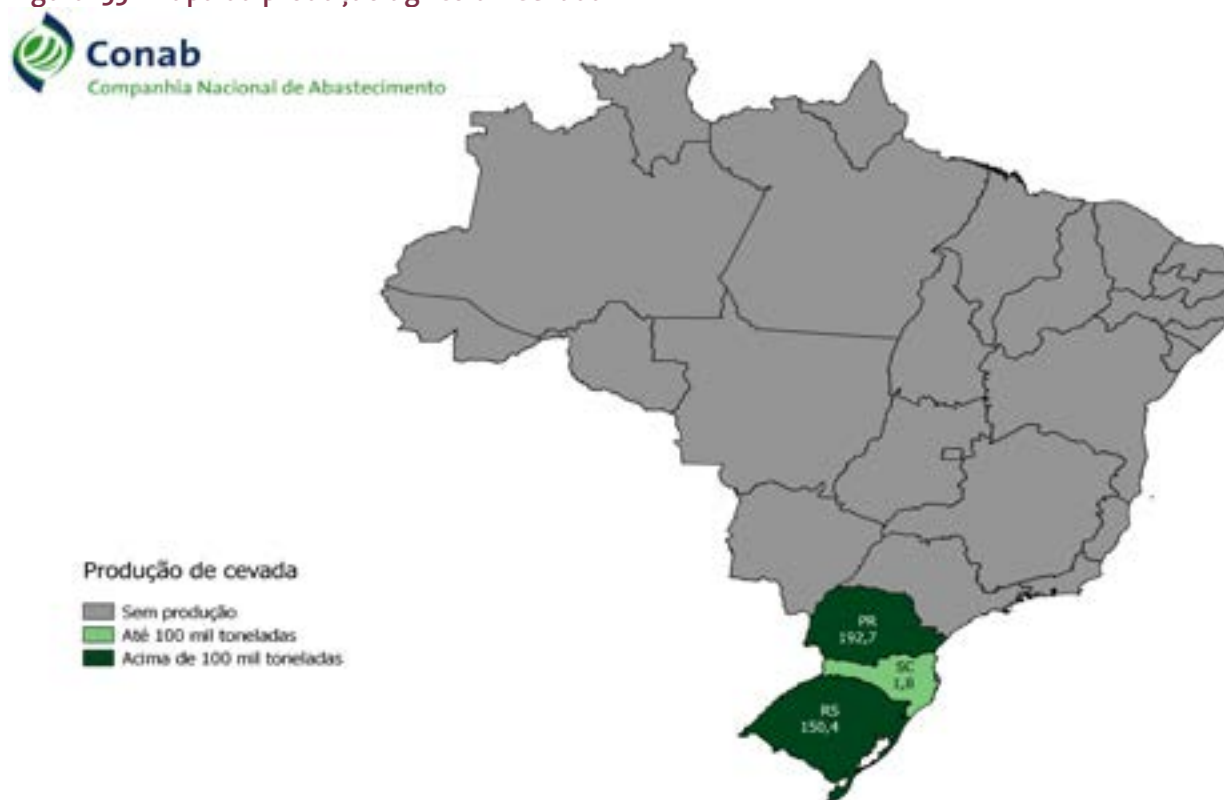 Conab
Companhia Nacional de Abastecimento
Produção de cevada
Sem produção
Até 100 mil toneladas
Acima de 100 mil toneladas
PR
192,7
SC
1,8
RS
150,4